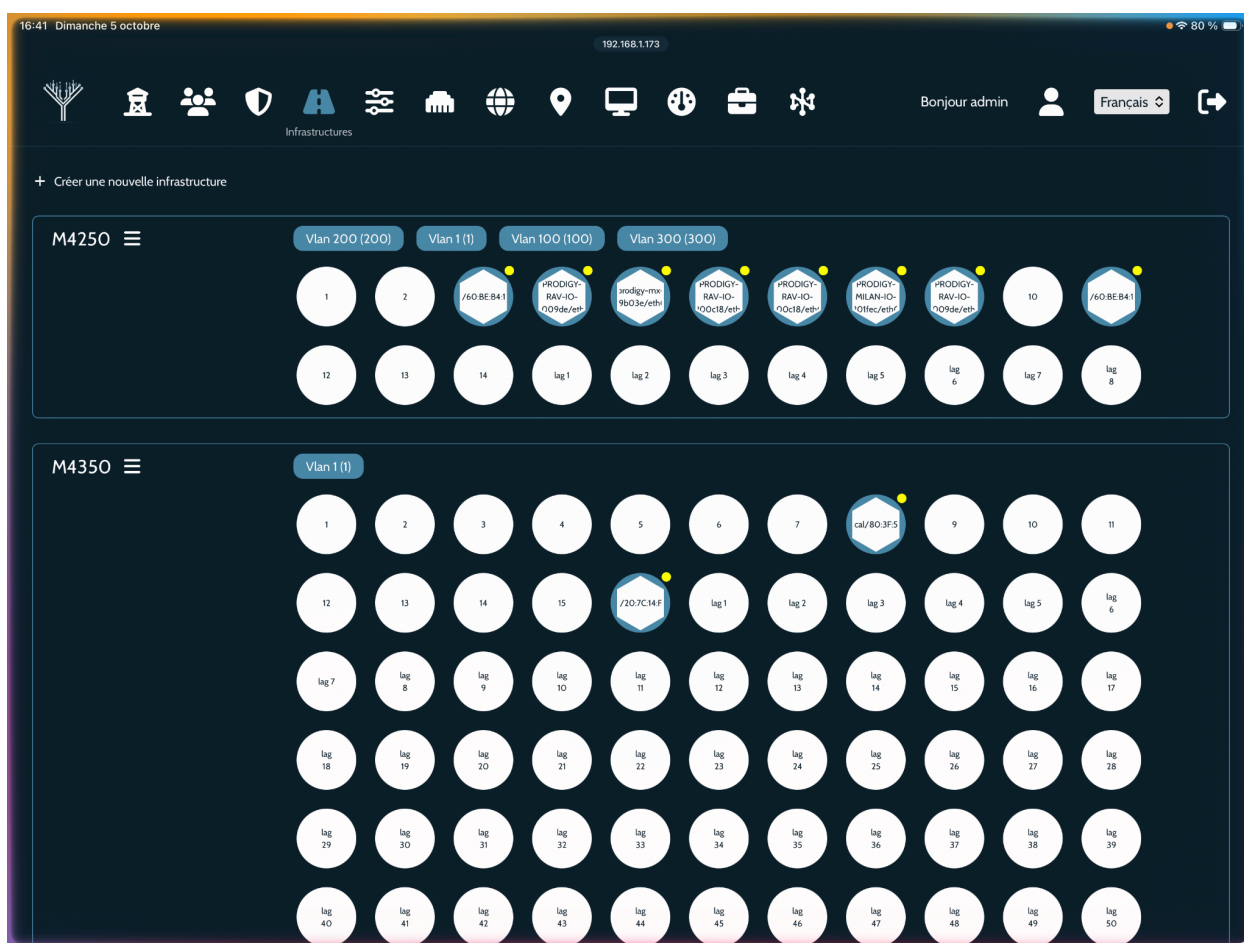 16:41 Dimanche 5 octobre
80 %
192.168.1.173
Infrastructures
Bonjour admin
Français
+ Créer une nouvelle infrastructure
M4250
Vlan 200 (200) Vlan 1 (1) Vlan 100 (100) Vlan 300 (300)
1
2
/60:BE:B4:1
PRODIGY-
RAV-IO-
009de/eth
prodigy-mx-
9b03e/eth
PRODIGY-
RAV-IO-
00c18/eth
PRODIGY-
RAV-IO-
00c18/eth
PRODIGY-
MILAN-IO-
01fec/eth
PRODIGY-
RAV-IO-
009de/eth
10
/60:BE:B4:1
12
13
14
lag 1
lag 2
lag 3
lag 4
lag 5
lag
6
lag 7
lag
8
M4350
Vlan 1 (1)
1
2
3
4
5
6
7
cal/80:3F:5
9
10
11
12
13
14
15
/20:7C:14:F
lag 1
lag 2
lag 3
lag 4
lag 5
lag
6
lag 7
lag
8
lag
9
lag
10
lag
11
lag
12
lag
13
lag
14
lag
15
lag
16
lag
17
lag
18
lag
19
lag
20
lag
21
lag
22
lag
23
lag
24
lag
25
lag
26
lag
27
lag
28
lag
29
lag
30
lag
31
lag
32
lag
33
lag
34
lag
35
lag
36
lag
37
lag
38
lag
39
lag
40
lag
41
lag
42
lag
43
lag
44
lag
45
lag
46
lag
47
lag
48
lag
49
lag
50